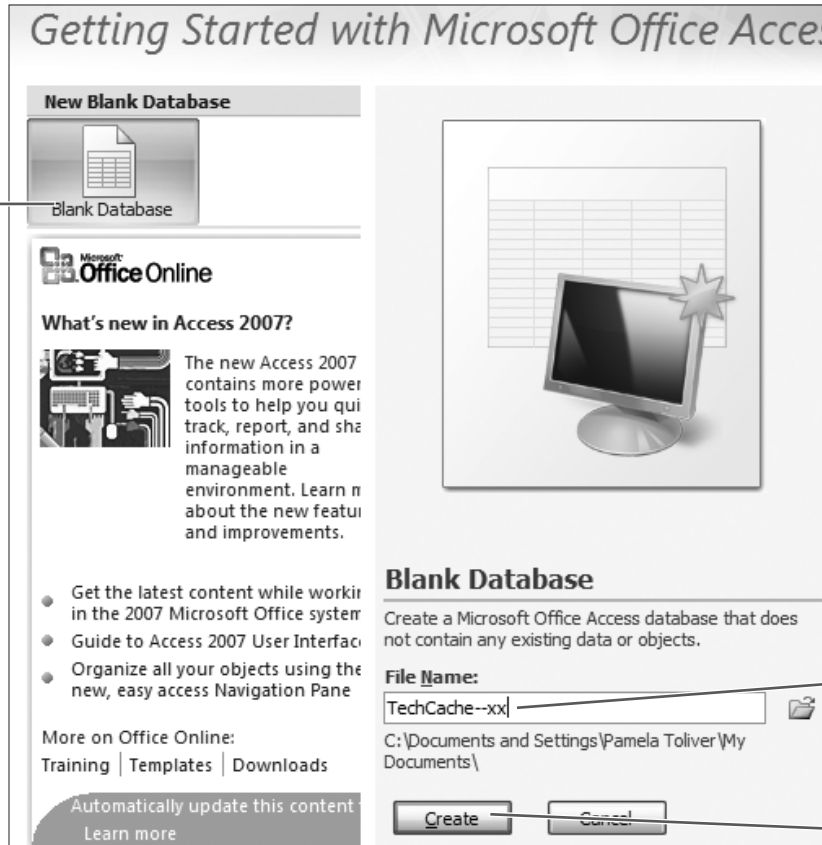 Getting Started with Microsoft Office Acces
New Blank Database
Blank Database
Microsoft
Office Online
What's new in Access 2007?
The new Access 2007
contains more power
tools to help you qui
track, report, and sha
information in a
manageable
environment. Learn m
about the new featu
and improvements.
Get the latest content while workin
in the 2007 Microsoft Office system
Guide to Access 2007 User Interfac
Organize all your objects using the
new, easy access Navigation Pane
More on Office Online:
Training | Templates | Downloads
Automatically update this content
Learn more
Blank Database
Create a Microsoft Office Access database that does
not contain any existing data or objects.
File Name:
TechCache--xx
C:\Documents and Settings\Pamela Toliver\My
Documents\
Create
Cancel